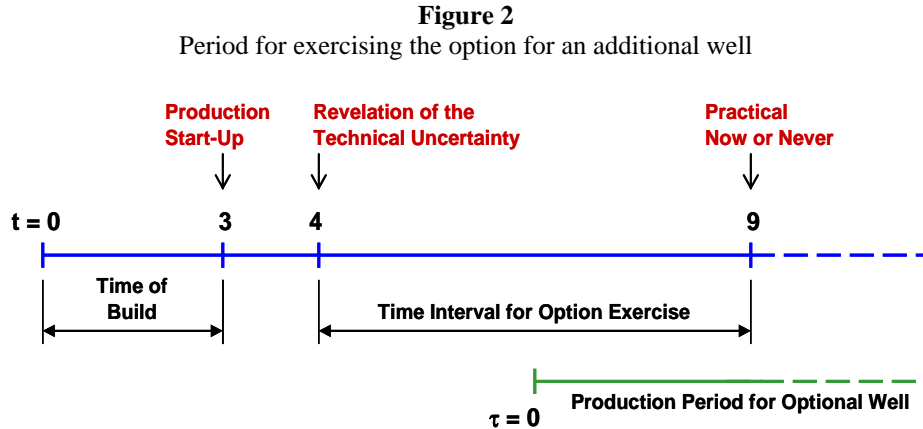 Figure 2
Period for exercising the option for an additional well
Production
Start-Up
Revelation of the
Technical Uncertainty
Practical
Now or Never
t = 0
3
4
9
Time of
Build
Time Interval for Option Exercise
τ = 0
Production Period for Optional Well